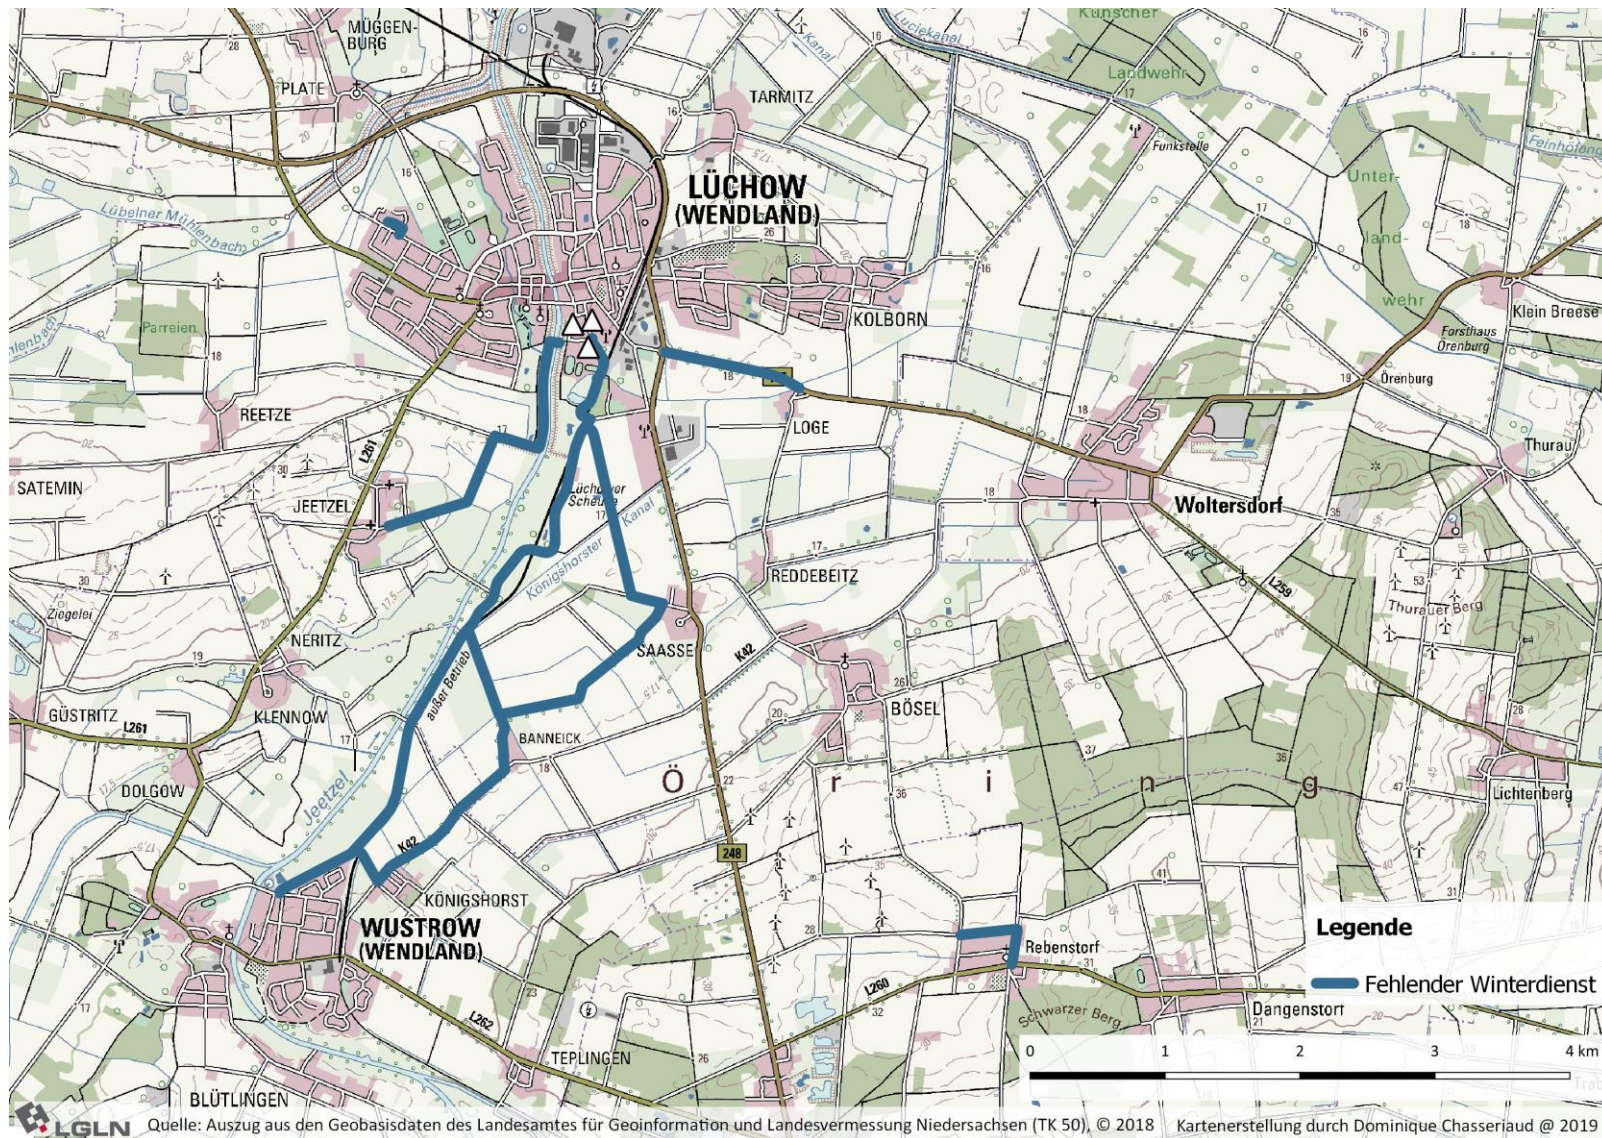 MÜGGEN-
BURG
PLATE
TARMITZ
Luciekanal
Kanal
Künscher
Landwehr
Funkstelle
Unter-
land-
wehr
LÜCHOW
(WENDLAND)
Lübelner Mühlenbach
Parreien
KOLBORN
Klein Breese
Forsthaus
Örenburg
Örenburg
REETZE
LOGE
Thurau
L261
SATEMIN
JEETZEL
Lüchower
Kanal
Woltersdorf
Königshorster
REDDEBEITZ
L259
Thurauer Berg
Ziegelei
NERITZ
SAASSE
K42
außer Betrieb
BÖSEL
GÜSTRITZ
L261
KLENNOW
BANNEICK
Ö r i n g
DOLGOW
Jeetzel
Lichtenberg
K42
248
KÖNIGSHORST
WUSTROW
(WENDLAND)
Rebenstorf
L260
L262
Schwarzer Berg
Dangenstorf
TEPLINGEN
BLÜTLINGEN
Legende
Fehlender Winterdienst
0 1 2 3 4 km
LGLN Quelle: Auszug aus den Geobasisdaten des Landesamtes für Geoinformation und Landesvermessung Niedersachsen (TK 50), © 2018 Kartenerstellung durch Dominique Chasseriaud @ 2019